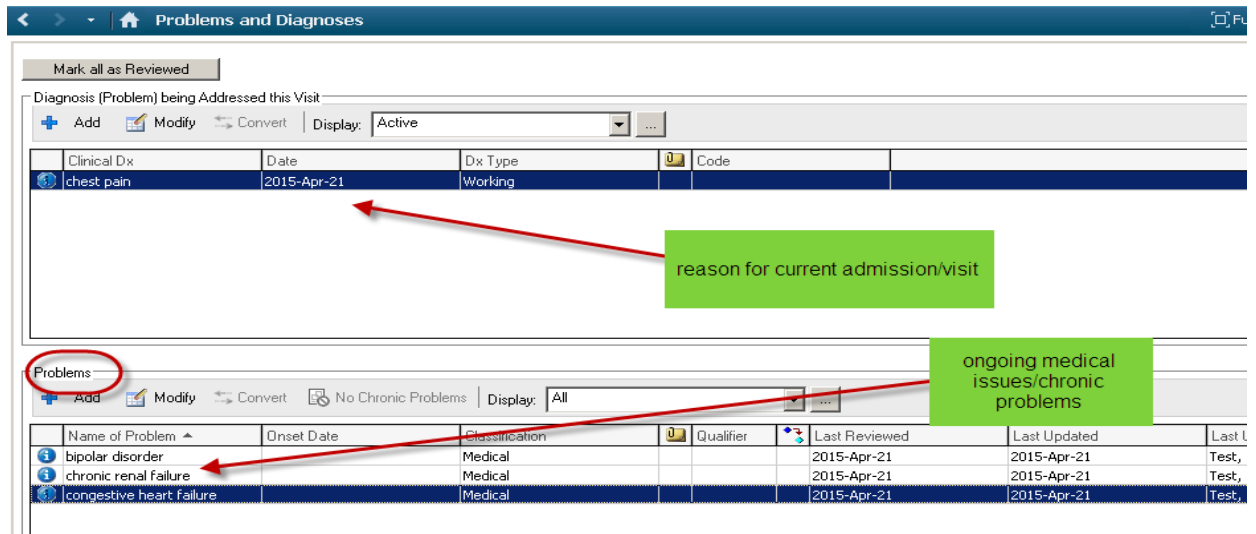 Problems and Diagnoses
Fu
Mark all as Reviewed
Diagnosis (Problem) being Addressed this Visit
Add Modify Convert Display: Active ...
Clinical Dx Date Dx Type Code
chest pain 2015-Apr-21 Working
reason for current admission/visit
ongoing medical
issues/chronic
problems
Problems
Add Modify Convert No Chronic Problems Display: All ...
Name of Problem Onset Date Classification Qualifier Last Reviewed Last Updated Last U
bipolar disorder Medical 2015-Apr-21 2015-Apr-21 Test,
chronic renal failure Medical 2015-Apr-21 2015-Apr-21 Test,
congestive heart failure Medical 2015-Apr-21 2015-Apr-21 Test,